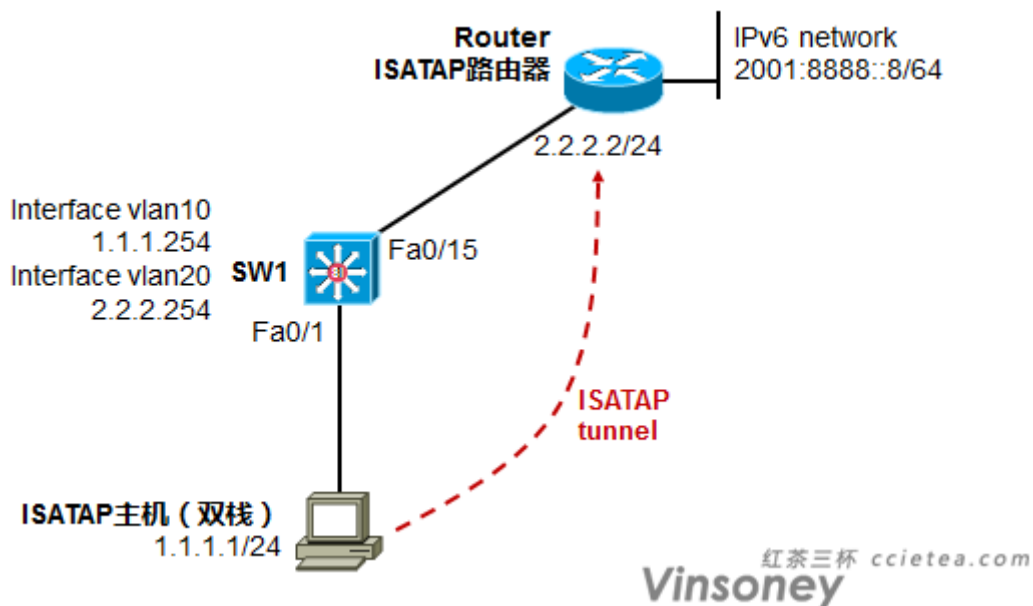 Router
ISATAP路由器
IPv6 network
2001:8888::8/64
2.2.2.2/24
Interface vlan10
1.1.1.254
Interface vlan20
2.2.2.254
SW1
Fa0/15
Fa0/1
ISATAP
tunnel
ISATAP主机（双栈）
1.1.1.1/24
红茶三杯 ccietea.com
Vinsoney